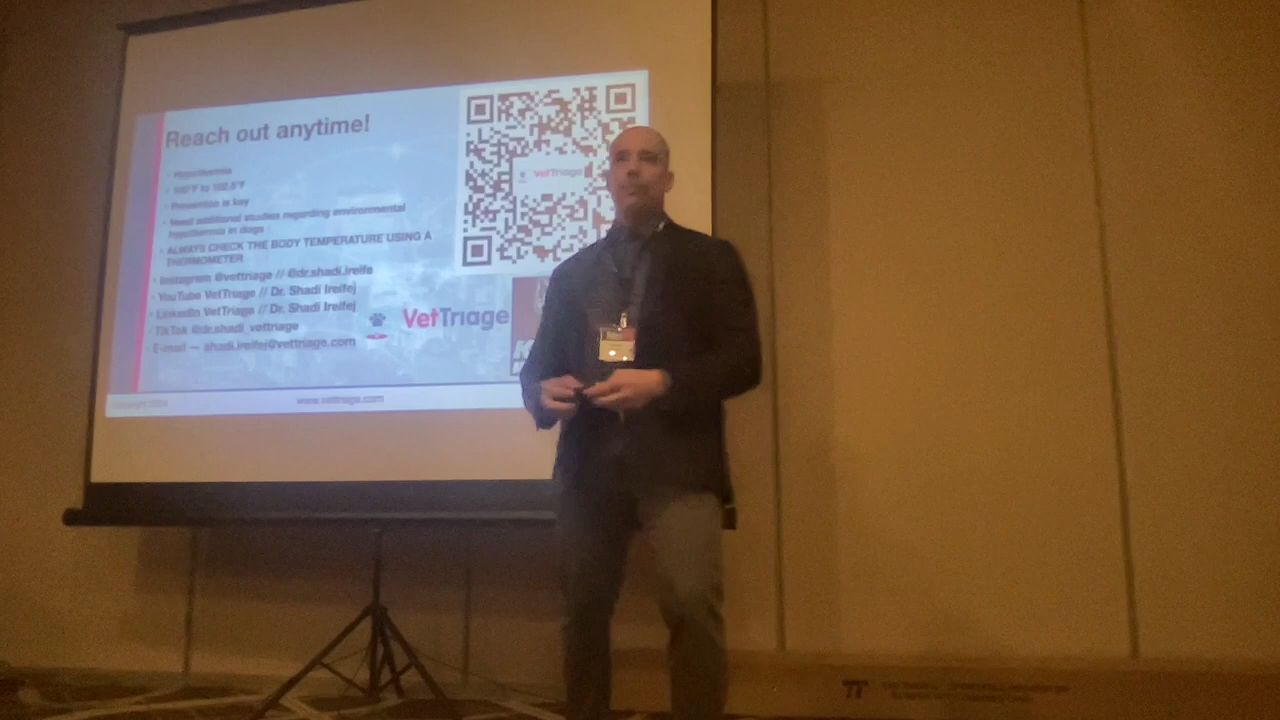 Reach out anytime!
- Hypothermia
- 100°F to 102.5°F
- Prevention is key
- Need additional studies regarding environmental
hypothermia in dogs
- ALWAYS CHECK THE BODY TEMPERATURE USING A
THERMOMETER
- Instagram @vettriage // @dr.shadi.ireife
- YouTube VetTriage // Dr. Shadi Ireifej
- LinkedIn VetTriage // Dr. Shadi Ireifej
- TikTok @dr.shadi_vettriage
- E-mail — shadi.ireifej@vettriage.com
VetTriage
VetTriage
www.vettriage.com